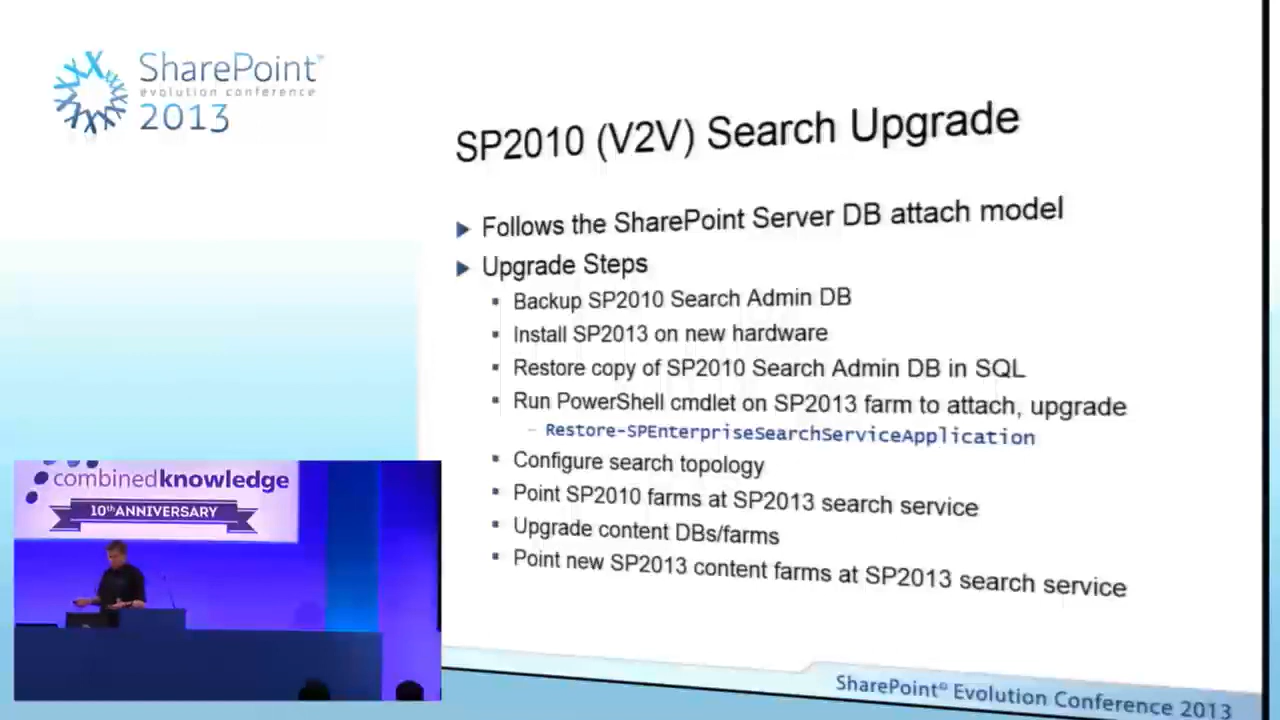 SharePoint™
evolution conference
2013
SP2010 (V2V) Search Upgrade
Follows the SharePoint Server DB attach model
Upgrade Steps
Backup SP2010 Search Admin DB
Install SP2013 on new hardware
Restore copy of SP2010 Search Admin DB in SQL
Run PowerShell cmdlet on SP2013 farm to attach, upgrade
– Restore-SPEnterpriseSearchServiceApplication
Configure search topology
Point SP2010 farms at SP2013 search service
Upgrade content DBs/farms
Point new SP2013 content farms at SP2013 search service
combinedknowledge
10th ANNIVERSARY
SharePoint® Evolution Conference 2013